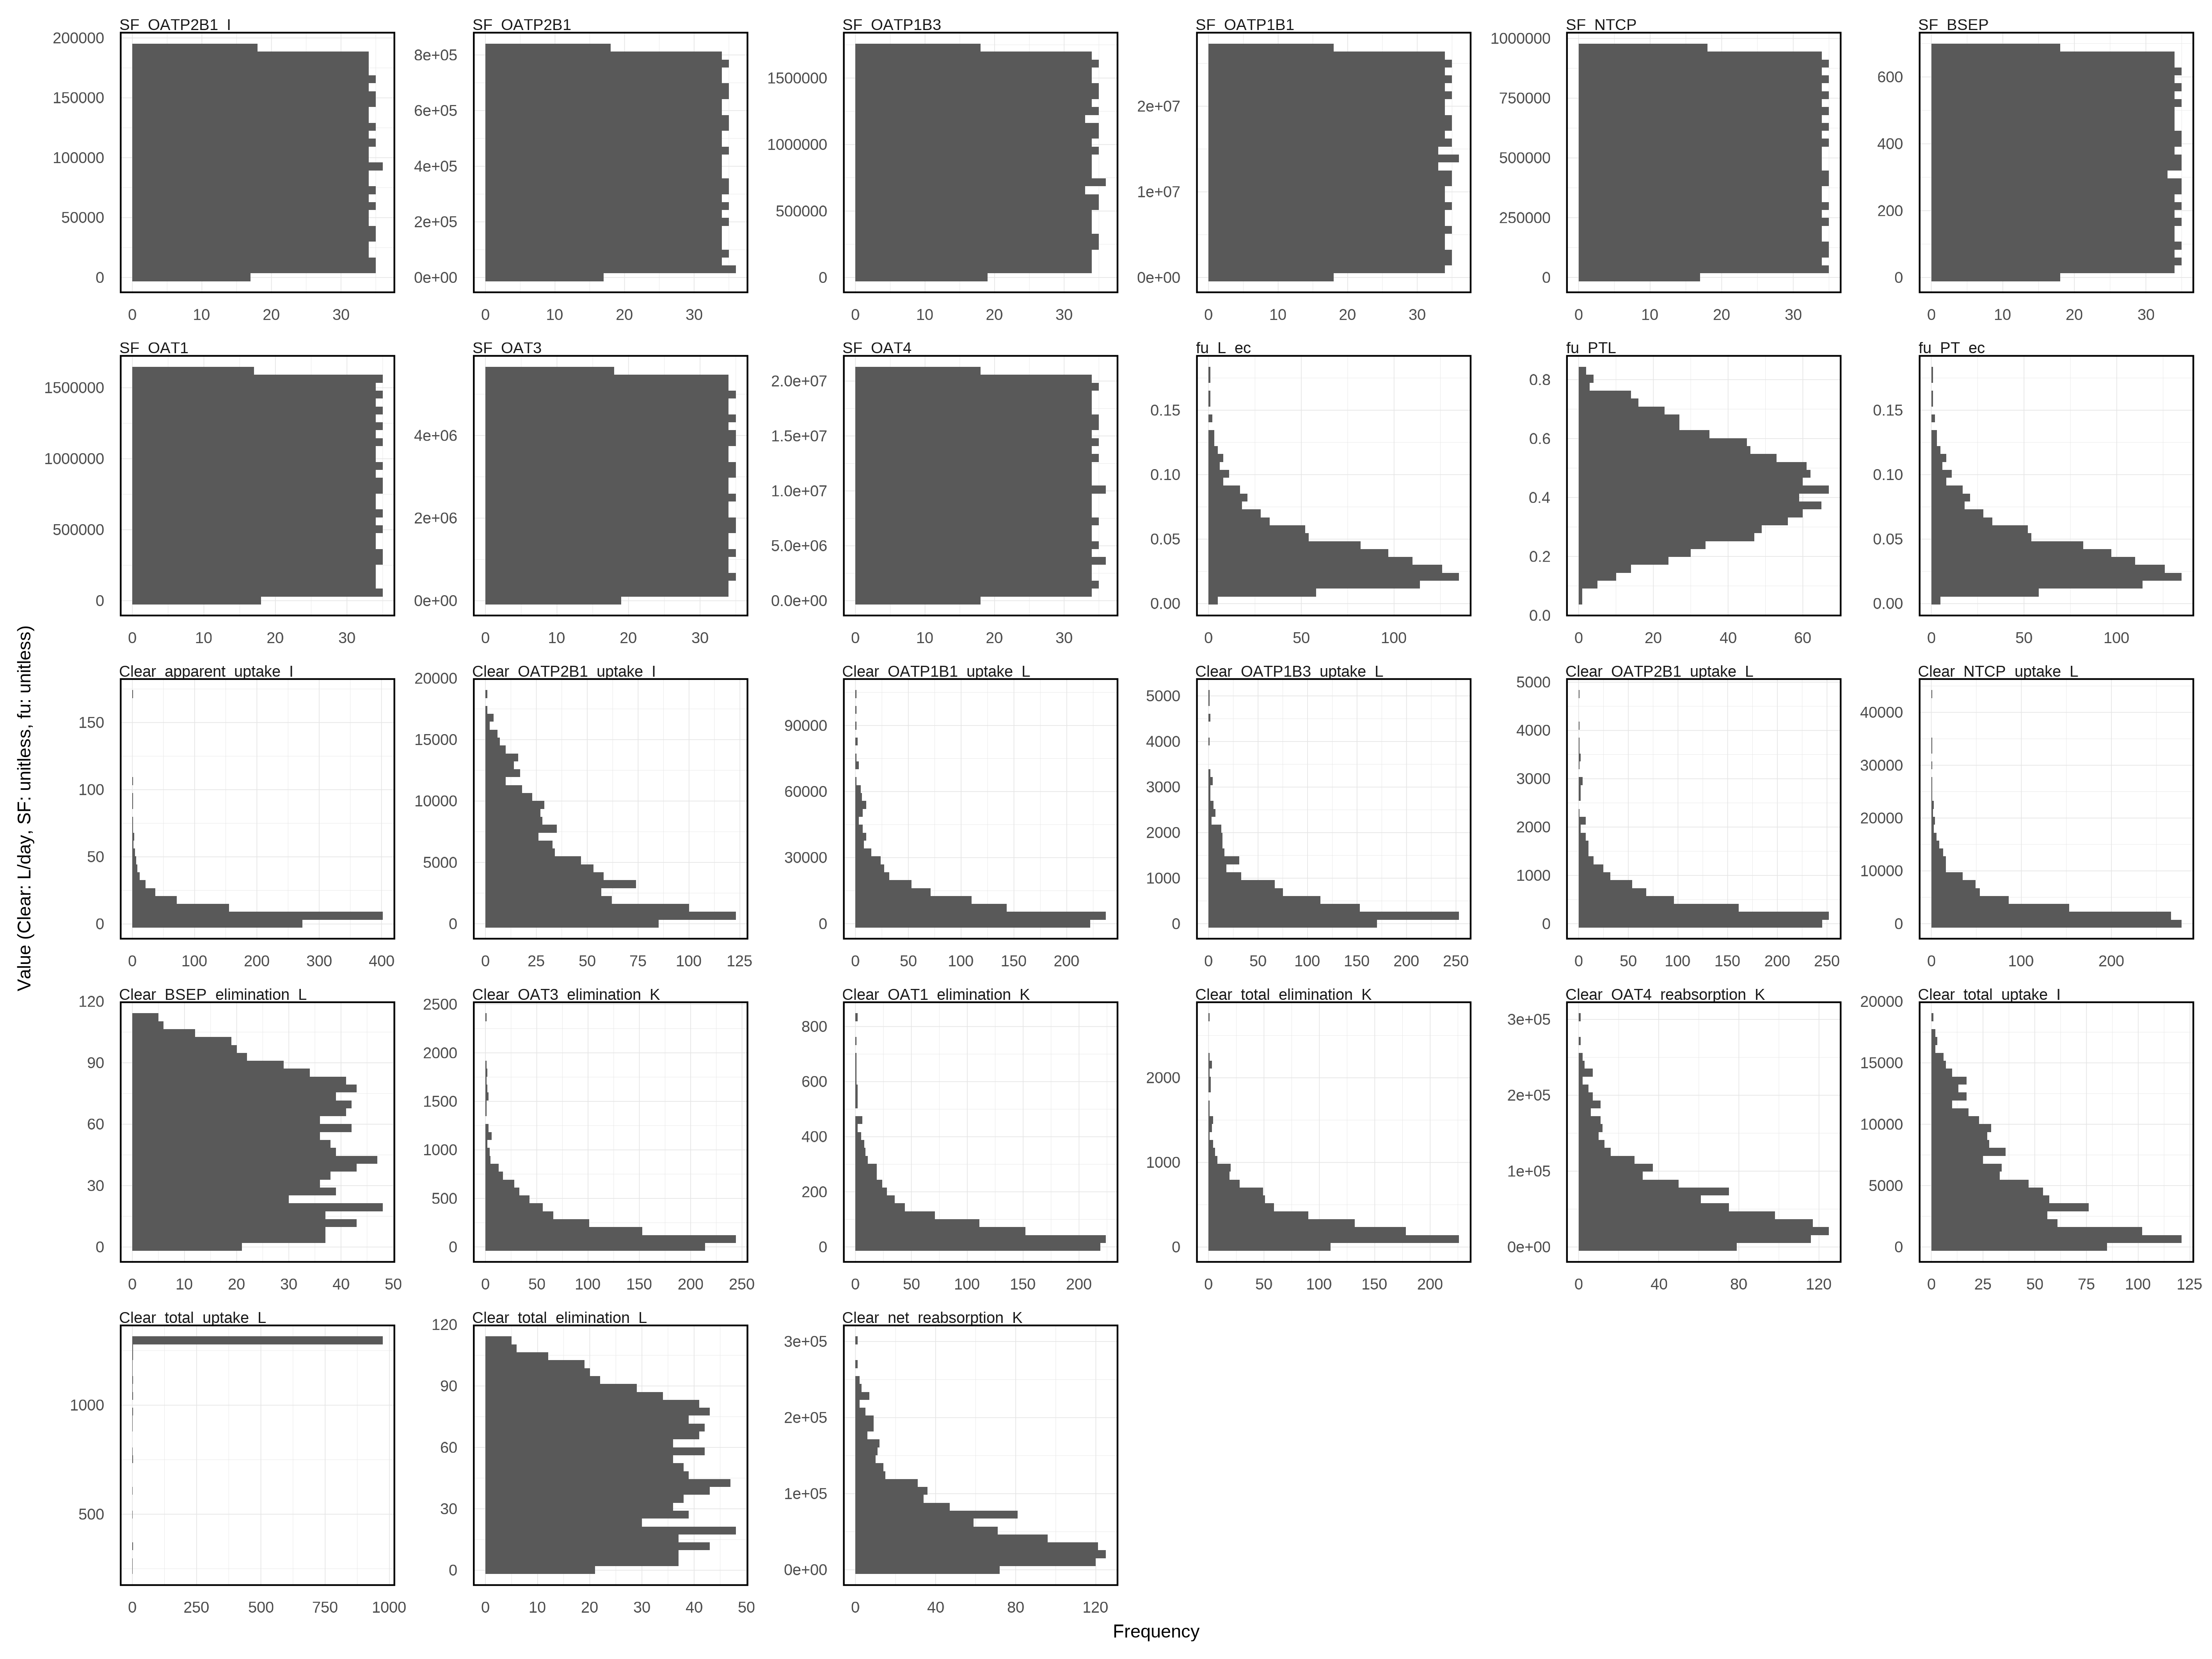 SF_OATP2B1_I SF_OATP2B1 SF_OATP1B3 SF_OATP1B1 SF_NTCP SF_BSEP
200000 150000 100000 50000 0
8e+05 6e+05 4e+05 2e+05 0e+00
1500000 1000000 500000 0
2e+07 1e+07 0e+00
1000000 750000 500000 250000 0
600 400 200 0
0 10 20 30
0 10 20 30
0 10 20 30
0 10 20 30
0 10 20 30
0 10 20 30
SF_OAT1 SF_OAT3 SF_OAT4 fu_L_ec fu_PTL fu_PT_ec
1500000 1000000 500000 0
4e+06 2e+06 0e+00
2.0e+07 1.5e+07 1.0e+07 5.0e+06 0.0e+00
0.15 0.10 0.05 0.00
0.8 0.6 0.4 0.2 0.0
0.15 0.10 0.05 0.00
0 10 20 30
0 10 20 30
0 10 20 30
0 50 100
0 20 40 60
0 50 100
Value (Clear: L/day, SF: unitless, fu: unitless)
Clear_apparent_uptake_I Clear_OATP2B1_uptake_I Clear_OATP1B1_uptake_L Clear_OATP1B3_uptake_L Clear_OATP2B1_uptake_L Clear_NTCP_uptake_L
150 100 50 0
20000 15000 10000 5000 0
90000 60000 30000 0
5000 4000 3000 2000 1000 0
5000 4000 3000 2000 1000 0
40000 30000 20000 10000 0
0 100 200 300 400
0 25 50 75 100 125
0 50 100 150 200
0 50 100 150 200 250
0 50 100 150 200 250
0 100 200
Clear_BSEP_elimination_L Clear_OAT3_elimination_K Clear_OAT1_elimination_K Clear_total_elimination_K Clear_OAT4_reabsorption_K Clear_total_uptake_I
120 90 60 30 0
2500 2000 1500 1000 500 0
800 600 400 200 0
2000 1000 0
3e+05 2e+05 1e+05 0e+00
20000 15000 10000 5000 0
0 10 20 30 40 50
0 50 100 150 200 250
0 50 100 150 200
0 50 100 150 200
0 40 80 120
0 25 50 75 100 125
Clear_total_uptake_L Clear_total_elimination_L Clear_net_reabsorption_K
1000 500
120 90 60 30 0
3e+05 2e+05 1e+05 0e+00
0 250 500 750 1000
0 10 20 30 40 50
0 40 80 120
Frequency